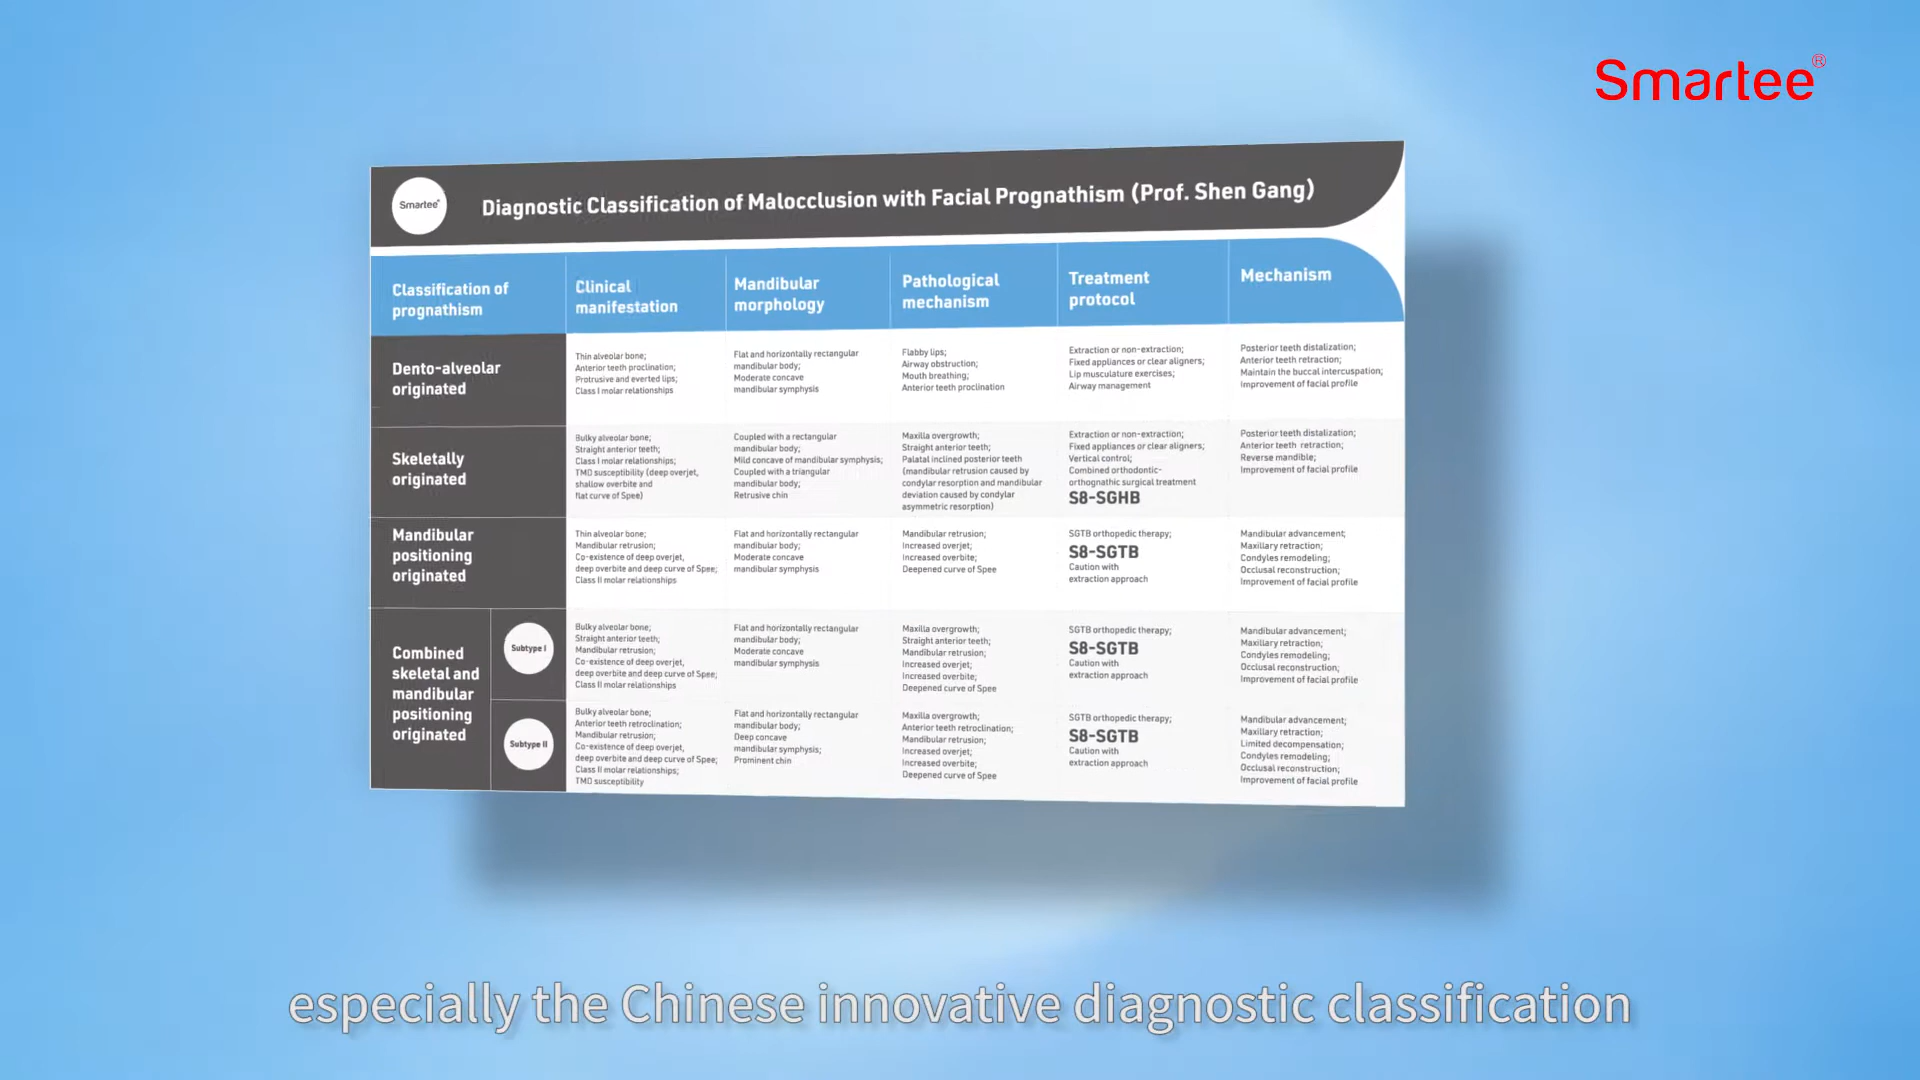 Smartee®
Smartee®
Diagnostic Classification of Malocclusion with Facial Prognathism (Prof. Shen Gang)
Classification of
prognathism
Clinical
manifestation
Mandibular
morphology
Pathological
mechanism
Treatment
protocol
Mechanism
Dento-alveolar
originated
Thin alveolar bone;
Anterior teeth proclination;
Protrusive and everted lips;
Class I molar relationships
Flat and horizontally rectangular
mandibular body;
Moderate concave
mandibular symphysis
Flabby lips;
Airway obstruction;
Mouth breathing;
Anterior teeth proclination
Extraction or non-extraction;
Fixed appliances or clear aligners;
Lip musculature exercises;
Airway management
Posterior teeth distalization;
Anterior teeth retraction;
Maintain the buccal intercuspation;
Improvement of facial profile
Skeletally
originated
Bulky alveolar bone;
Straight anterior teeth;
Class I molar relationships;
TMD susceptibility (deep overjet,
shallow overbite and
flat curve of Spee)
Coupled with a rectangular
mandibular body;
Mild concave of mandibular symphysis;
Coupled with a triangular
mandibular body;
Retrusive chin
Maxilla overgrowth;
Straight anterior teeth;
Palatal inclined posterior teeth
(mandibular retrusion caused by
condylar resorption and mandibular
deviation caused by condylar
asymmetric resorption)
Extraction or non-extraction;
Fixed appliances or clear aligners;
Vertical control;
Combined orthodontic-
orthognathic surgical treatment
S8-SGHB
Posterior teeth distalization;
Anterior teeth retraction;
Reverse mandible;
Improvement of facial profile
Mandibular
positioning
originated
Thin alveolar bone;
Mandibular retrusion;
Co-existence of deep overjet,
deep overbite and deep curve of Spee;
Class II molar relationships
Flat and horizontally rectangular
mandibular body;
Moderate concave
mandibular symphysis
Mandibular retrusion;
Increased overjet;
Increased overbite;
Deepened curve of Spee
SGTB orthopedic therapy;
S8-SGTB
Caution with
extraction approach
Mandibular advancement;
Maxillary retraction;
Condyles remodeling;
Occlusal reconstruction;
Improvement of facial profile
Combined
skeletal and
mandibular
positioning
originated
Subtype I
Bulky alveolar bone;
Straight anterior teeth;
Mandibular retrusion;
Co-existence of deep overjet,
deep overbite and deep curve of Spee;
Class II molar relationships
Flat and horizontally rectangular
mandibular body;
Moderate concave
mandibular symphysis
Maxilla overgrowth;
Straight anterior teeth;
Mandibular retrusion;
Increased overjet;
Increased overbite;
Deepened curve of Spee
SGTB orthopedic therapy;
S8-SGTB
Caution with
extraction approach
Mandibular advancement;
Maxillary retraction;
Condyles remodeling;
Occlusal reconstruction;
Improvement of facial profile
Subtype II
Bulky alveolar bone;
Anterior teeth retroclination;
Mandibular retrusion;
Co-existence of deep overjet,
deep overbite and deep curve of Spee;
Class II molar relationships;
TMD susceptibility
Flat and horizontally rectangular
mandibular body;
Deep concave
mandibular symphysis;
Prominent chin
Maxilla overgrowth;
Anterior teeth retroclination;
Mandibular retrusion;
Increased overjet;
Increased overbite;
Deepened curve of Spee
SGTB orthopedic therapy;
S8-SGTB
Caution with
extraction approach
Mandibular advancement;
Maxillary retraction;
Limited decompensation;
Condyles remodeling;
Occlusal reconstruction;
Improvement of facial profile
especially the Chinese innovative diagnostic classification